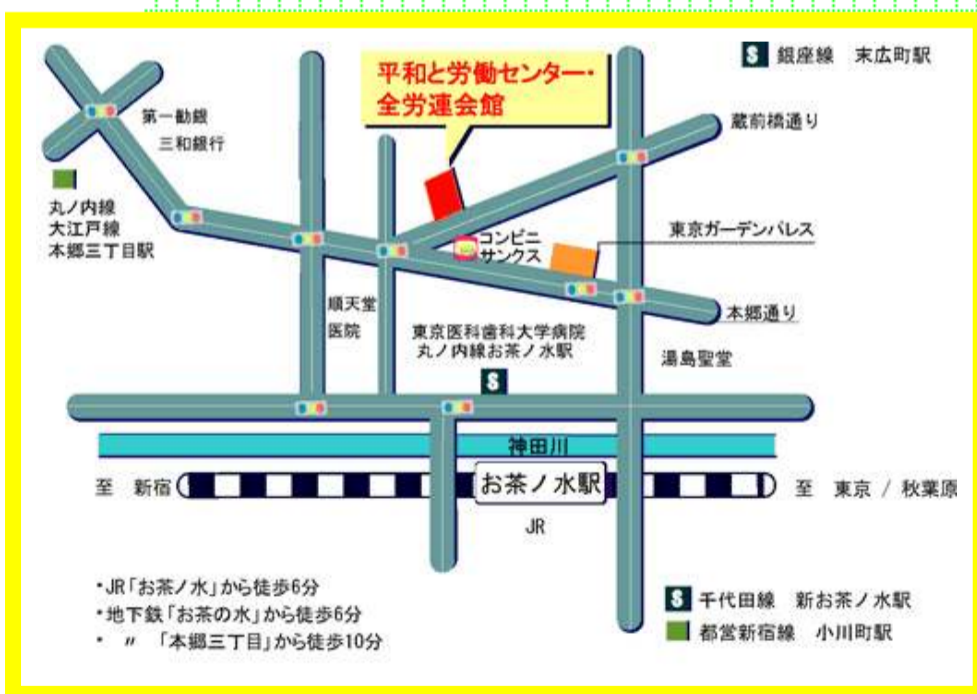 平和と労働センター・
全労連会館
S 銀座線 末広町駅
第一勧銀
三和銀行
蔵前橋通り
丸ノ内線
大江戸線
本郷三丁目駅
コンビニ
サンクス
東京ガーデンパレス
順天堂
医院
本郷通り
東京医科歯科大学病院
丸ノ内線お茶ノ水駅
S
湯島聖堂
神田川
至 新宿
お茶ノ水駅
至 東京 / 秋葉原
JR
・JR「お茶ノ水」から徒歩6分
・地下鉄「お茶の水」から徒歩6分
・ 〃 「本郷三丁目」から徒歩10分
S 千代田線 新お茶ノ水駅
都営新宿線 小川町駅